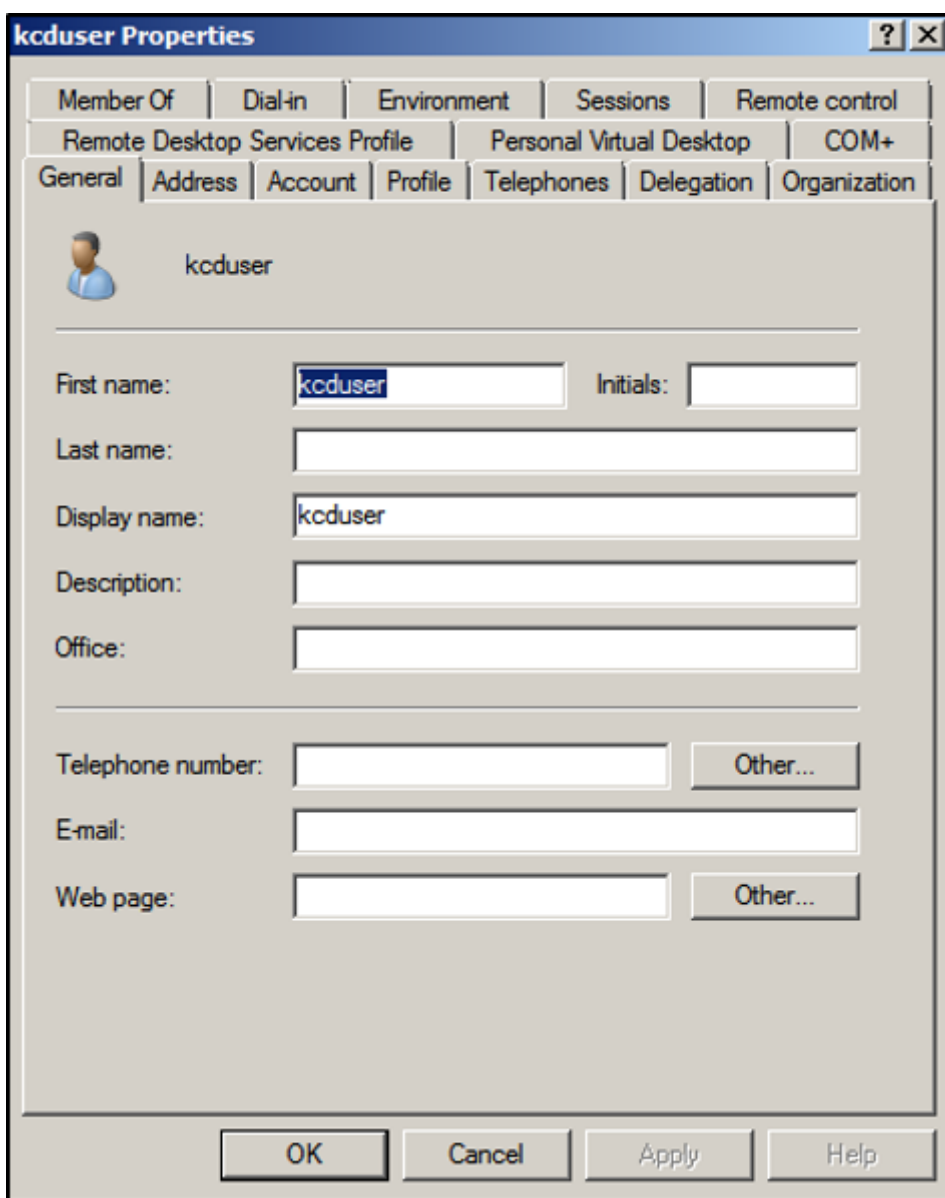 kcduser Properties
Member Of Dial-in Environment Sessions Remote control
Remote Desktop Services Profile Personal Virtual Desktop COM+
General Address Account Profile Telephones Delegation Organization
kcduser
First name: kcduser Initials:
Last name:
Display name: kcduser
Description:
Office:
Telephone number: Other...
E-mail:
Web page: Other...
OK Cancel Apply Help